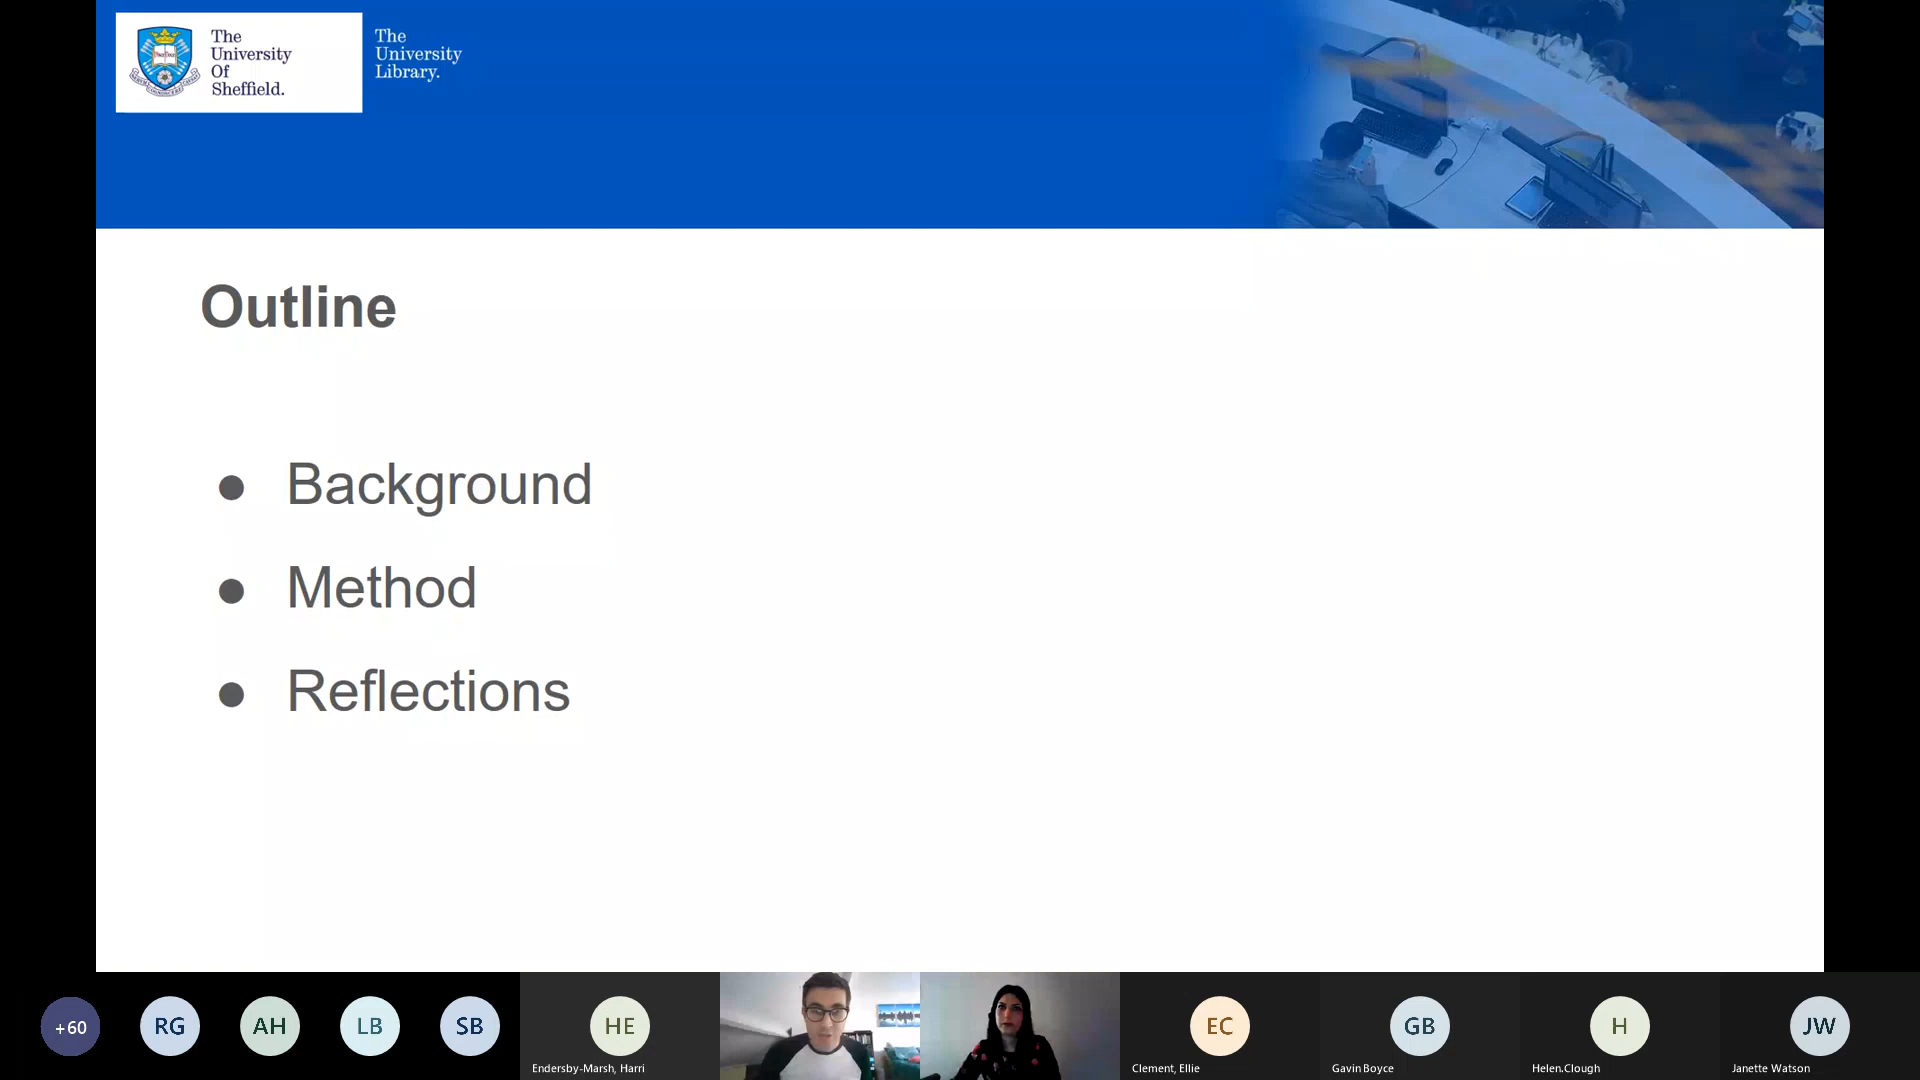 The
University
Of
Sheffield.
The
University
Library.
Outline
● Background
● Method
● Reflections
+60
RG
AH
LB
SB
HE
Endersby-Marsh, Harri
EC
Clement, Ellie
GB
Gavin Boyce
H
Helen.Clough
JW
Janette Watson